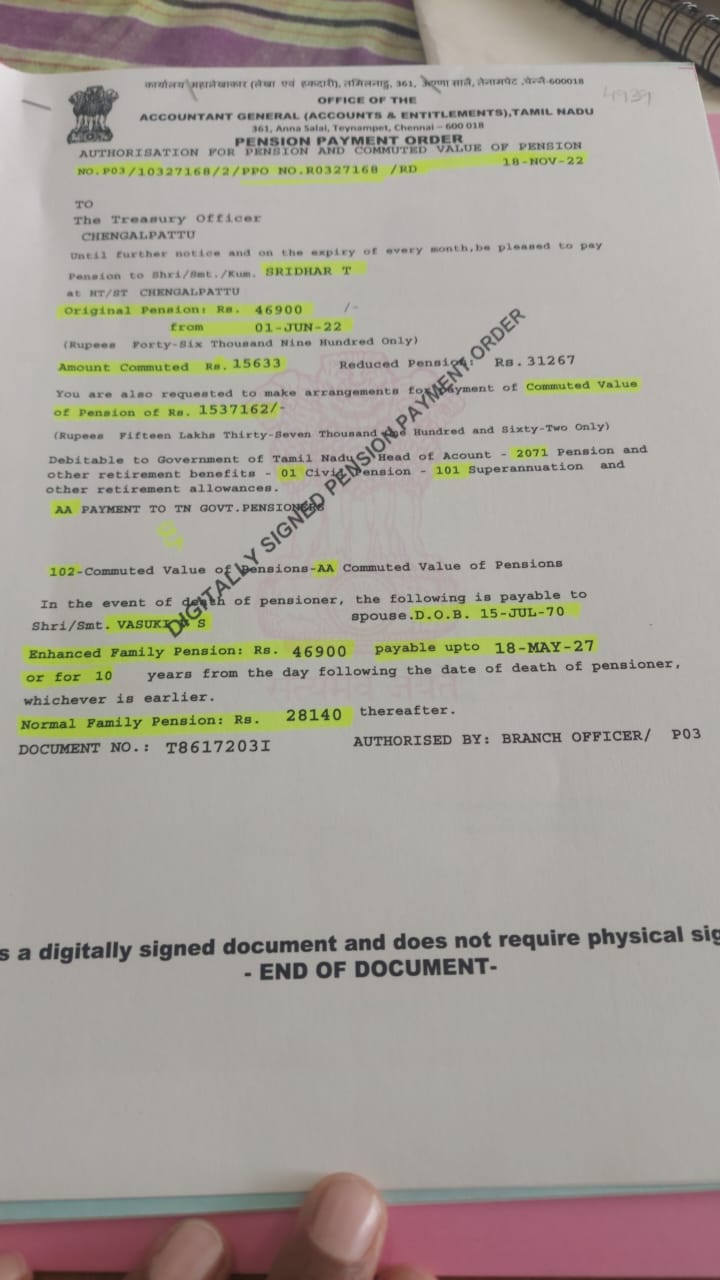 कार्यालय महालेखाकार (लेखा एवं हकदारी), तमिलनाडु, 361, अण्णा सालै, तेनामपेट ,चेन्नै-600018
4939
OFFICE OF THE
ACCOUNTANT GENERAL (ACCOUNTS & ENTITLEMENTS),TAMIL NADU
361, Anna Salai, Teynampet, Chennai – 600 018
PENSION PAYMENT ORDER
AUTHORISATION FOR PENSION AND COMMUTED VALUE OF PENSION
NO.P03/10327168/2/PPO NO.R0327168 /RD 18-NOV-22
TO
The Treasury Officer
CHENGALPATTU
Until further notice and on the expiry of every month,be pleased to pay
Pension to Shri/Smt./Kum. SRIDHAR T
at HT/ST CHENGALPATTU
Original Pension: Rs. 46900 /-
from 01-JUN-22
(Rupees Forty-Six Thousand Nine Hundred Only)
Amount Commuted Rs. 15633 Reduced Pension: Rs. 31267
You are also requested to make arrangements for payment of Commuted Value
of Pension of Rs. 1537162/-
(Rupees Fifteen Lakhs Thirty-Seven Thousand One Hundred and Sixty-Two Only)
Debitable to Government of Tamil Nadu - Head of Acount - 2071 Pension and
other retirement benefits - 01 Civil Pension - 101 Superannuation and
other retirement allowances.
AA PAYMENT TO TN GOVT.PENSIONERS
102-Commuted Value of Pensions-AA Commuted Value of Pensions
In the event of death of pensioner, the following is payable to
Shri/Smt. VASUKI S spouse.D.O.B. 15-JUL-70
Enhanced Family Pension: Rs. 46900 payable upto 18-MAY-27
or for 10 years from the day following the date of death of pensioner,
whichever is earlier.
Normal Family Pension: Rs. 28140 thereafter.
DOCUMENT NO.: T8617203I AUTHORISED BY: BRANCH OFFICER/ P03
DIGITALLY SIGNED PENSION PAYMENT ORDER
सत्यमेव जयते
s a digitally signed document and does not require physical sig
- END OF DOCUMENT-